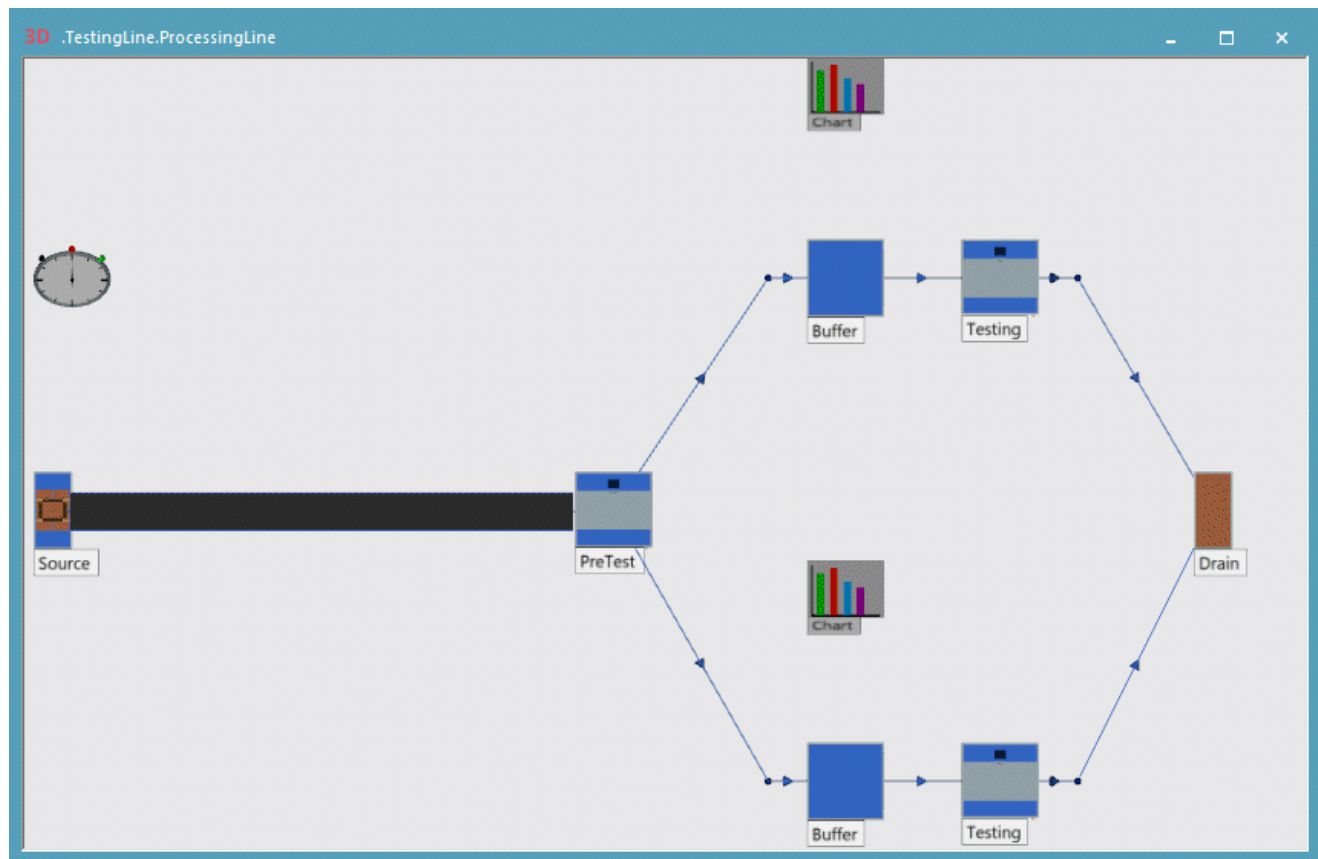 3D .TestingLine.ProcessingLine
Chart
Buffer
Testing
Source
PreTest
Drain
Chart
Buffer
Testing